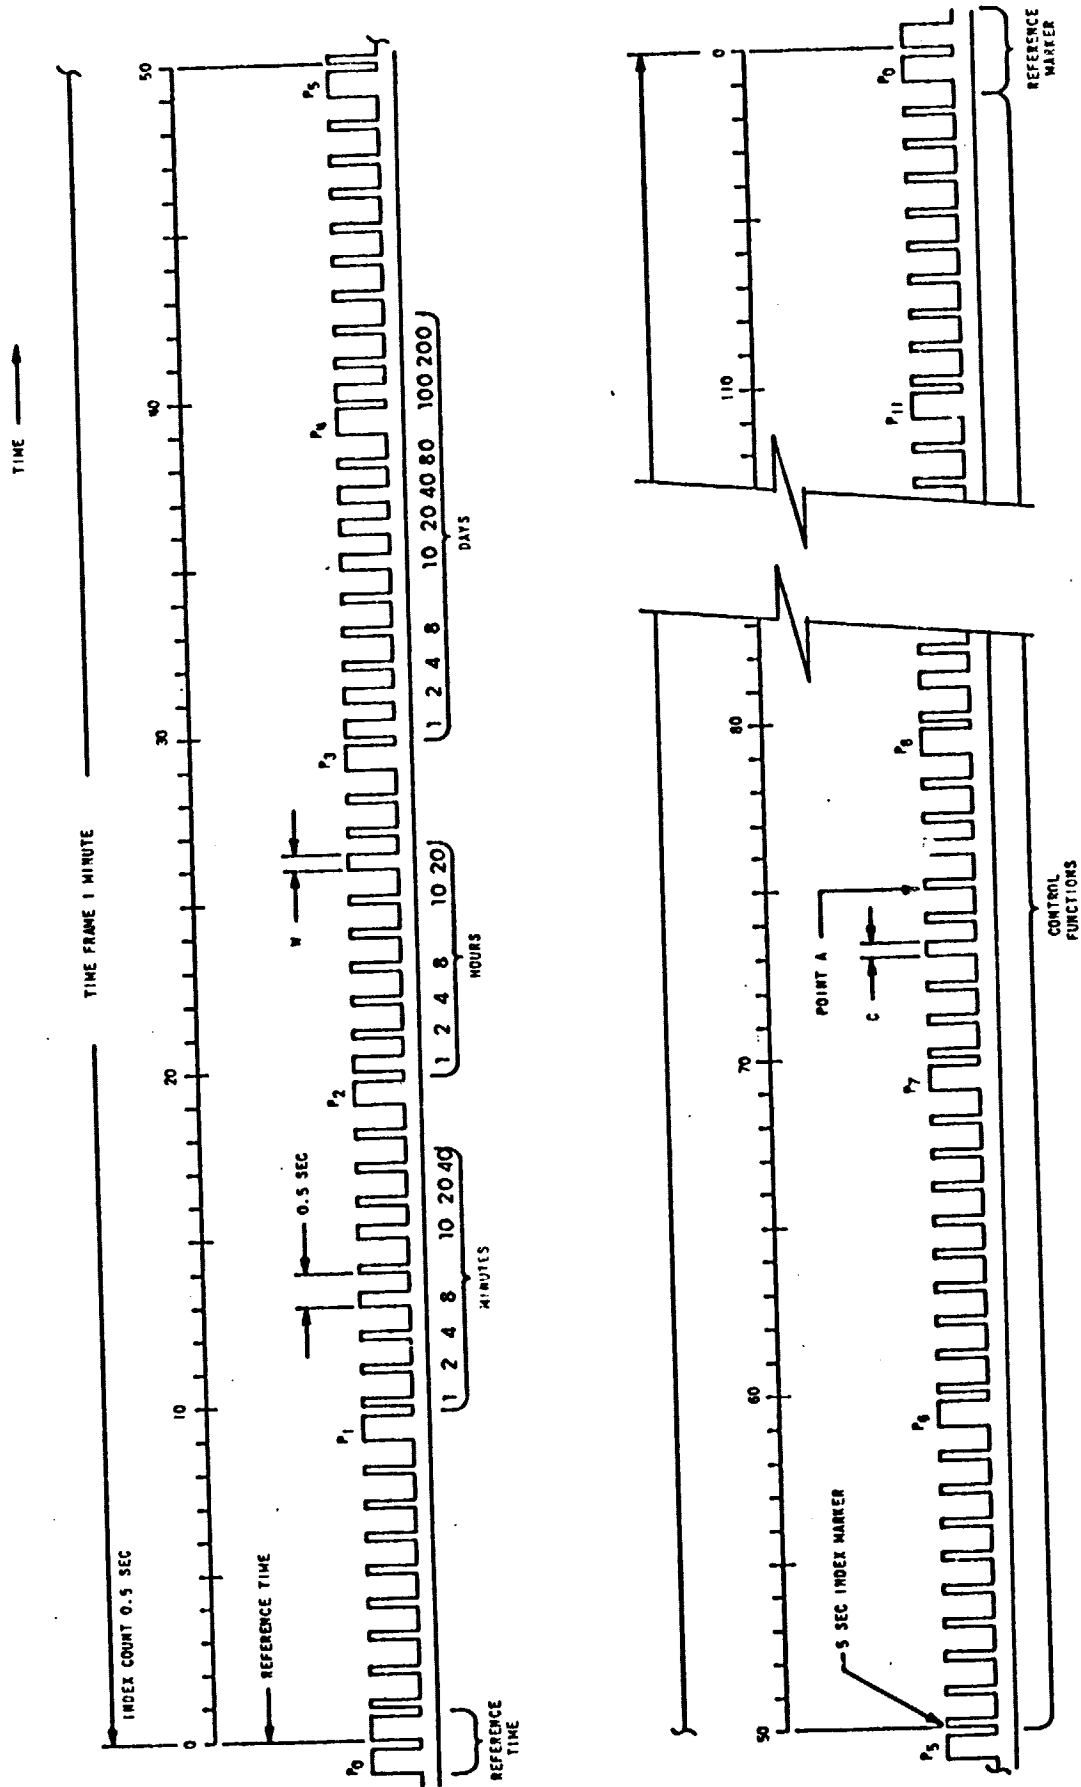 TIME
TIME FRAME 1 MINUTE
INDEX COUNT 0.5 SEC
0 10 20 30 40 50
REFERENCE TIME
0.5 SEC
W
P0 P1 P2 P3 P4 P5
REFERENCE
TIME
1 2 4 8 10 20 40
MINUTES
1 2 4 8 10 20
HOURS
1 2 4 8 10 20 40 80 100 200
DAYS
50 60 70 80 110 0
5 SEC INDEX MARKER
POINT A
C
P5 P6 P7 P8 P11 P0
CONTROL
FUNCTIONS
REFERENCE
MARKER